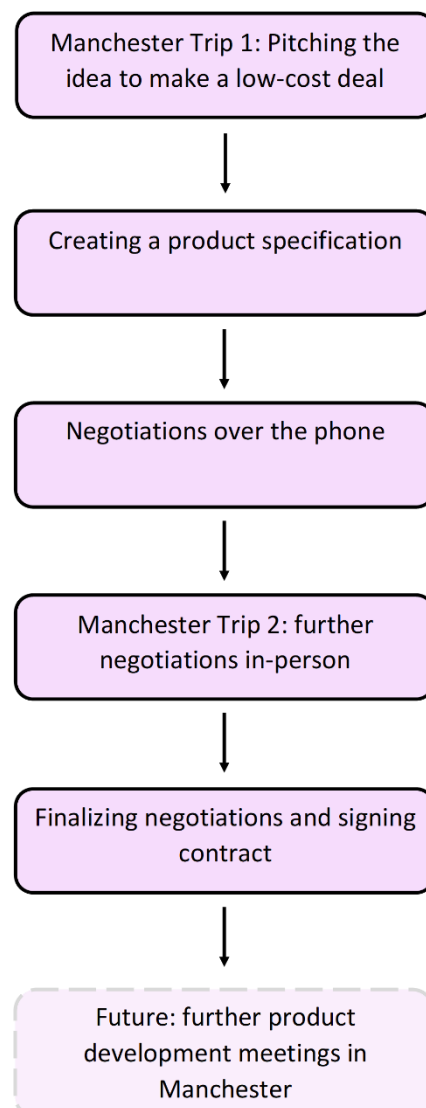 Manchester Trip 1: Pitching the
idea to make a low-cost deal
Creating a product specification
Negotiations over the phone
Manchester Trip 2: further
negotiations in-person
Finalizing negotiations and signing
contract
Future: further product
development meetings in
Manchester